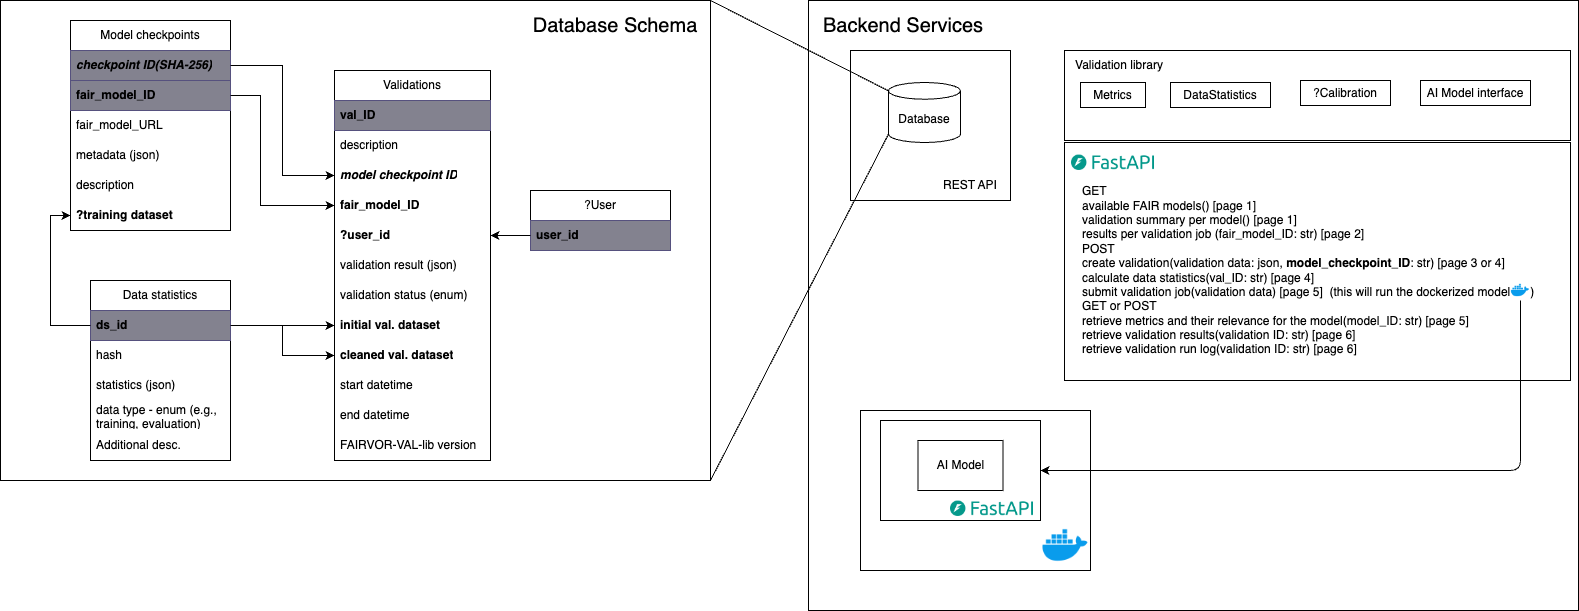 Database Schema
Model checkpoints
checkpoint ID(SHA-256)
fair_model_ID
fair_model_URL
metadata (json)
description
?training dataset
Data statistics
ds_id
hash
statistics (json)
data type - enum (e.g.,
training, evaluation)
Additional desc.
Validations
val_ID
description
model checkpoint ID
fair_model_ID
?user_id
validation result (json)
validation status (enum)
initial val. dataset
cleaned val. dataset
start datetime
end datetime
FAIRVOR-VAL-lib version
?User
user_id
Backend Services
Database
REST API
Validation library
Metrics
DataStatistics
?Calibration
AI Model interface
FastAPI
GET
available FAIR models() [page 1]
validation summary per model() [page 1]
results per validation job (fair_model_ID: str) [page 2]
POST
create validation(validation data: json, model_checkpoint_ID: str) [page 3 or 4]
calculate data statistics(val_ID: str) [page 4]
submit validation job(validation data) [page 5]  (this will run the dockerized model )
GET or POST
retrieve metrics and their relevance for the model(model_ID: str) [page 5]
retrieve validation results(validation ID: str) [page 6]
retrieve validation run log(validation ID: str) [page 6]
AI Model
FastAPI